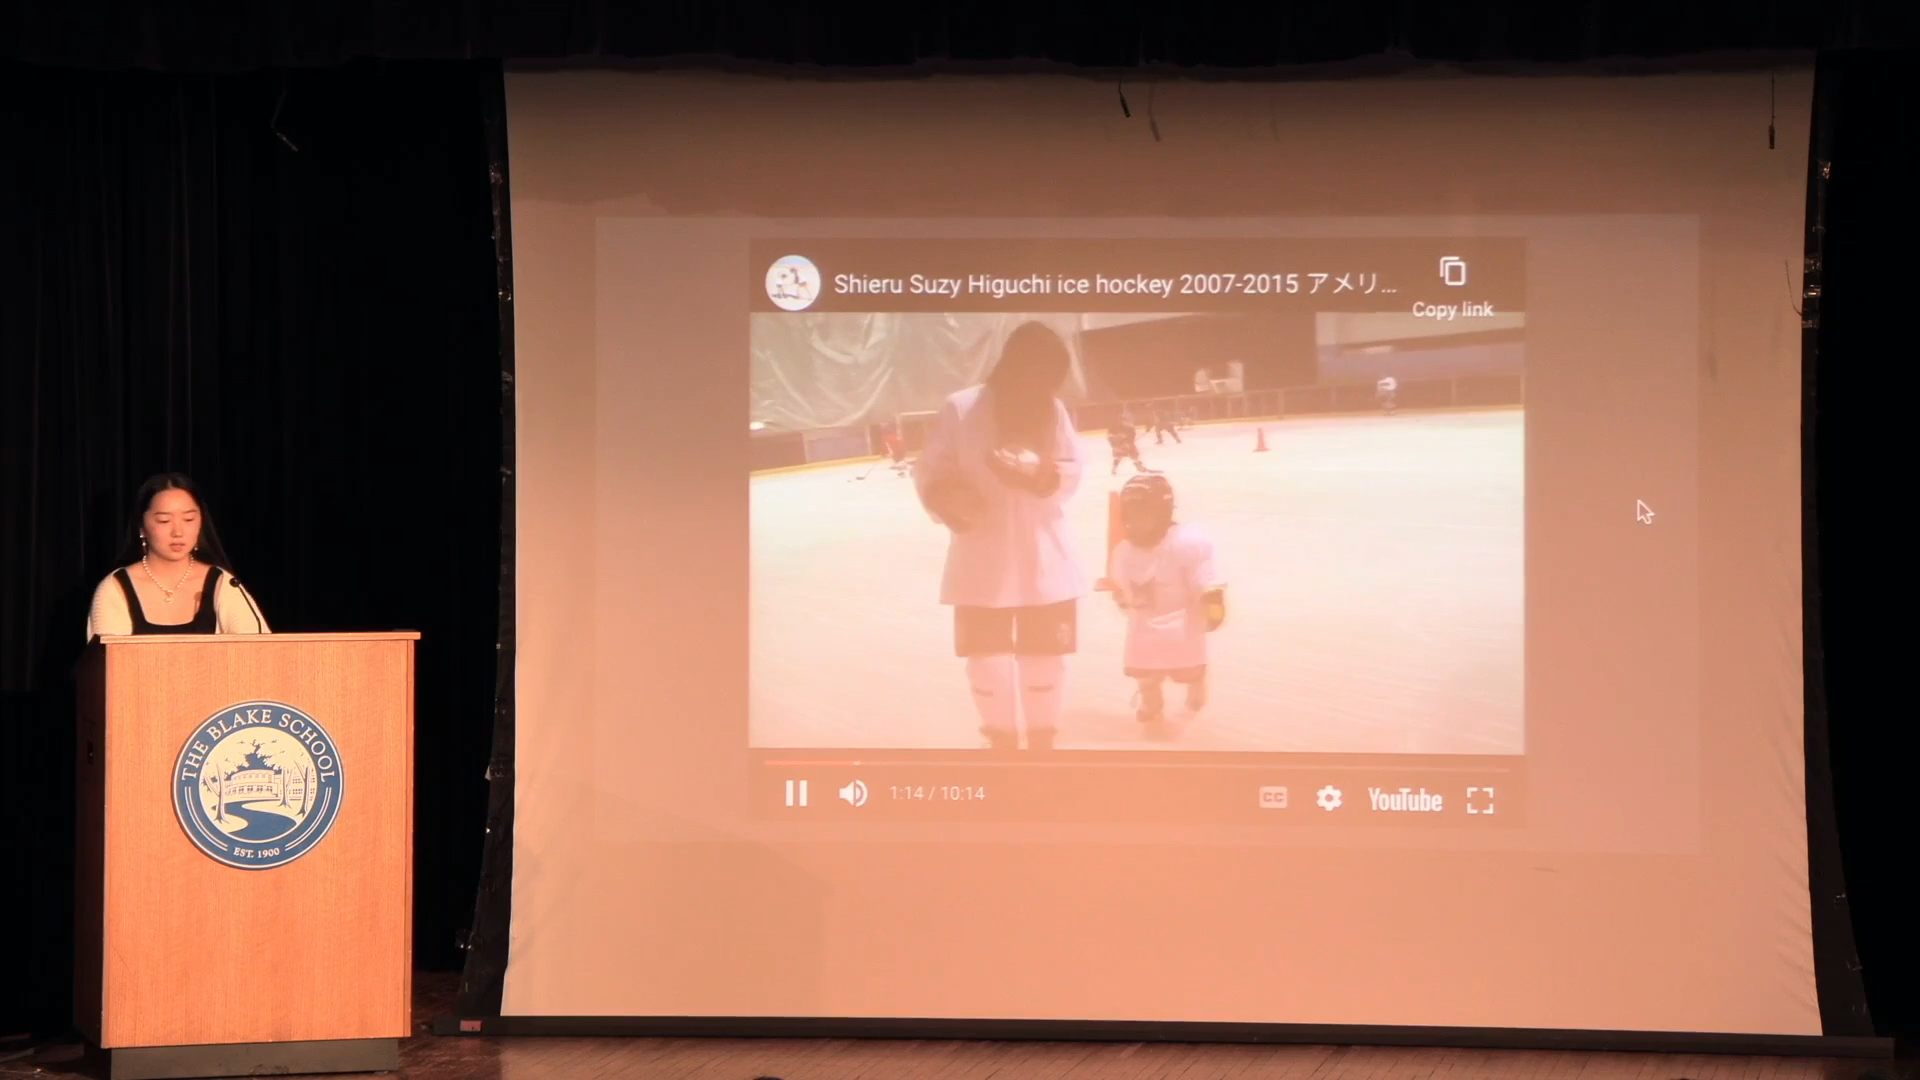 Shieru Suzy Higuchi ice hockey 2007-2015 アメリ...
Copy link
1:14 / 10:14
CC
YouTube
THE BLAKE SCHOOL
EST. 1900